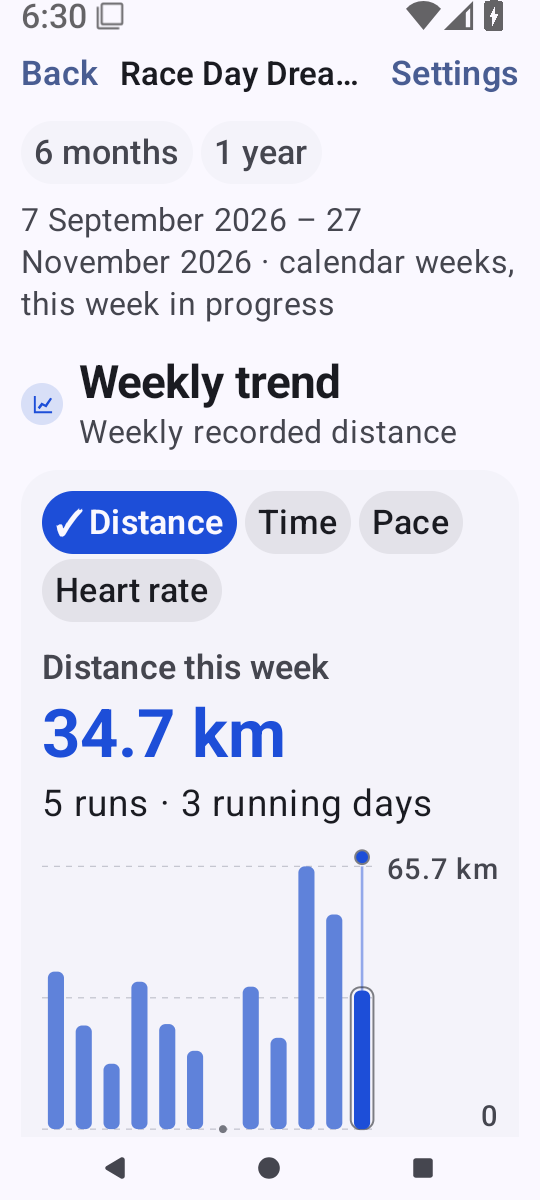 6:30
Back Race Day Drea... Settings
6 months 1 year
7 September 2026 – 27
November 2026 · calendar weeks,
this week in progress
Weekly trend
Weekly recorded distance
✓ Distance Time Pace
Heart rate
Distance this week
34.7 km
5 runs · 3 running days
65.7 km
0